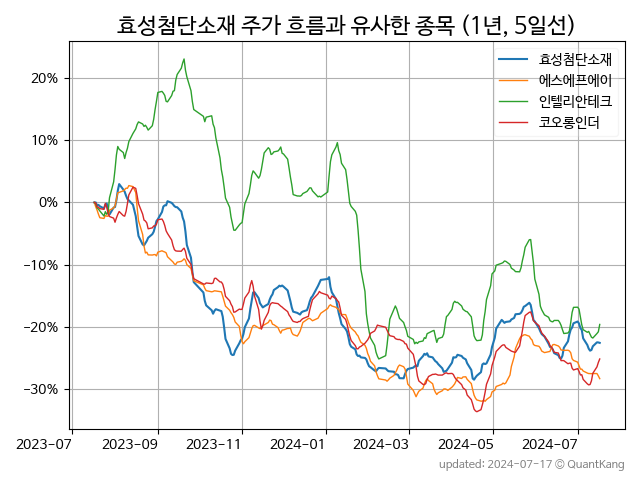 효성첨단소재 주가 흐름과 유사한 종목 (1년, 5일선)
효성첨단소재
에스에프에이
인텔리안테크
코오롱인더
20%
10%
0%
−10%
−20%
−30%
2023-07 2023-09 2023-11 2024-01 2024-03 2024-05 2024-07
updated: 2024-07-17 © QuantKang